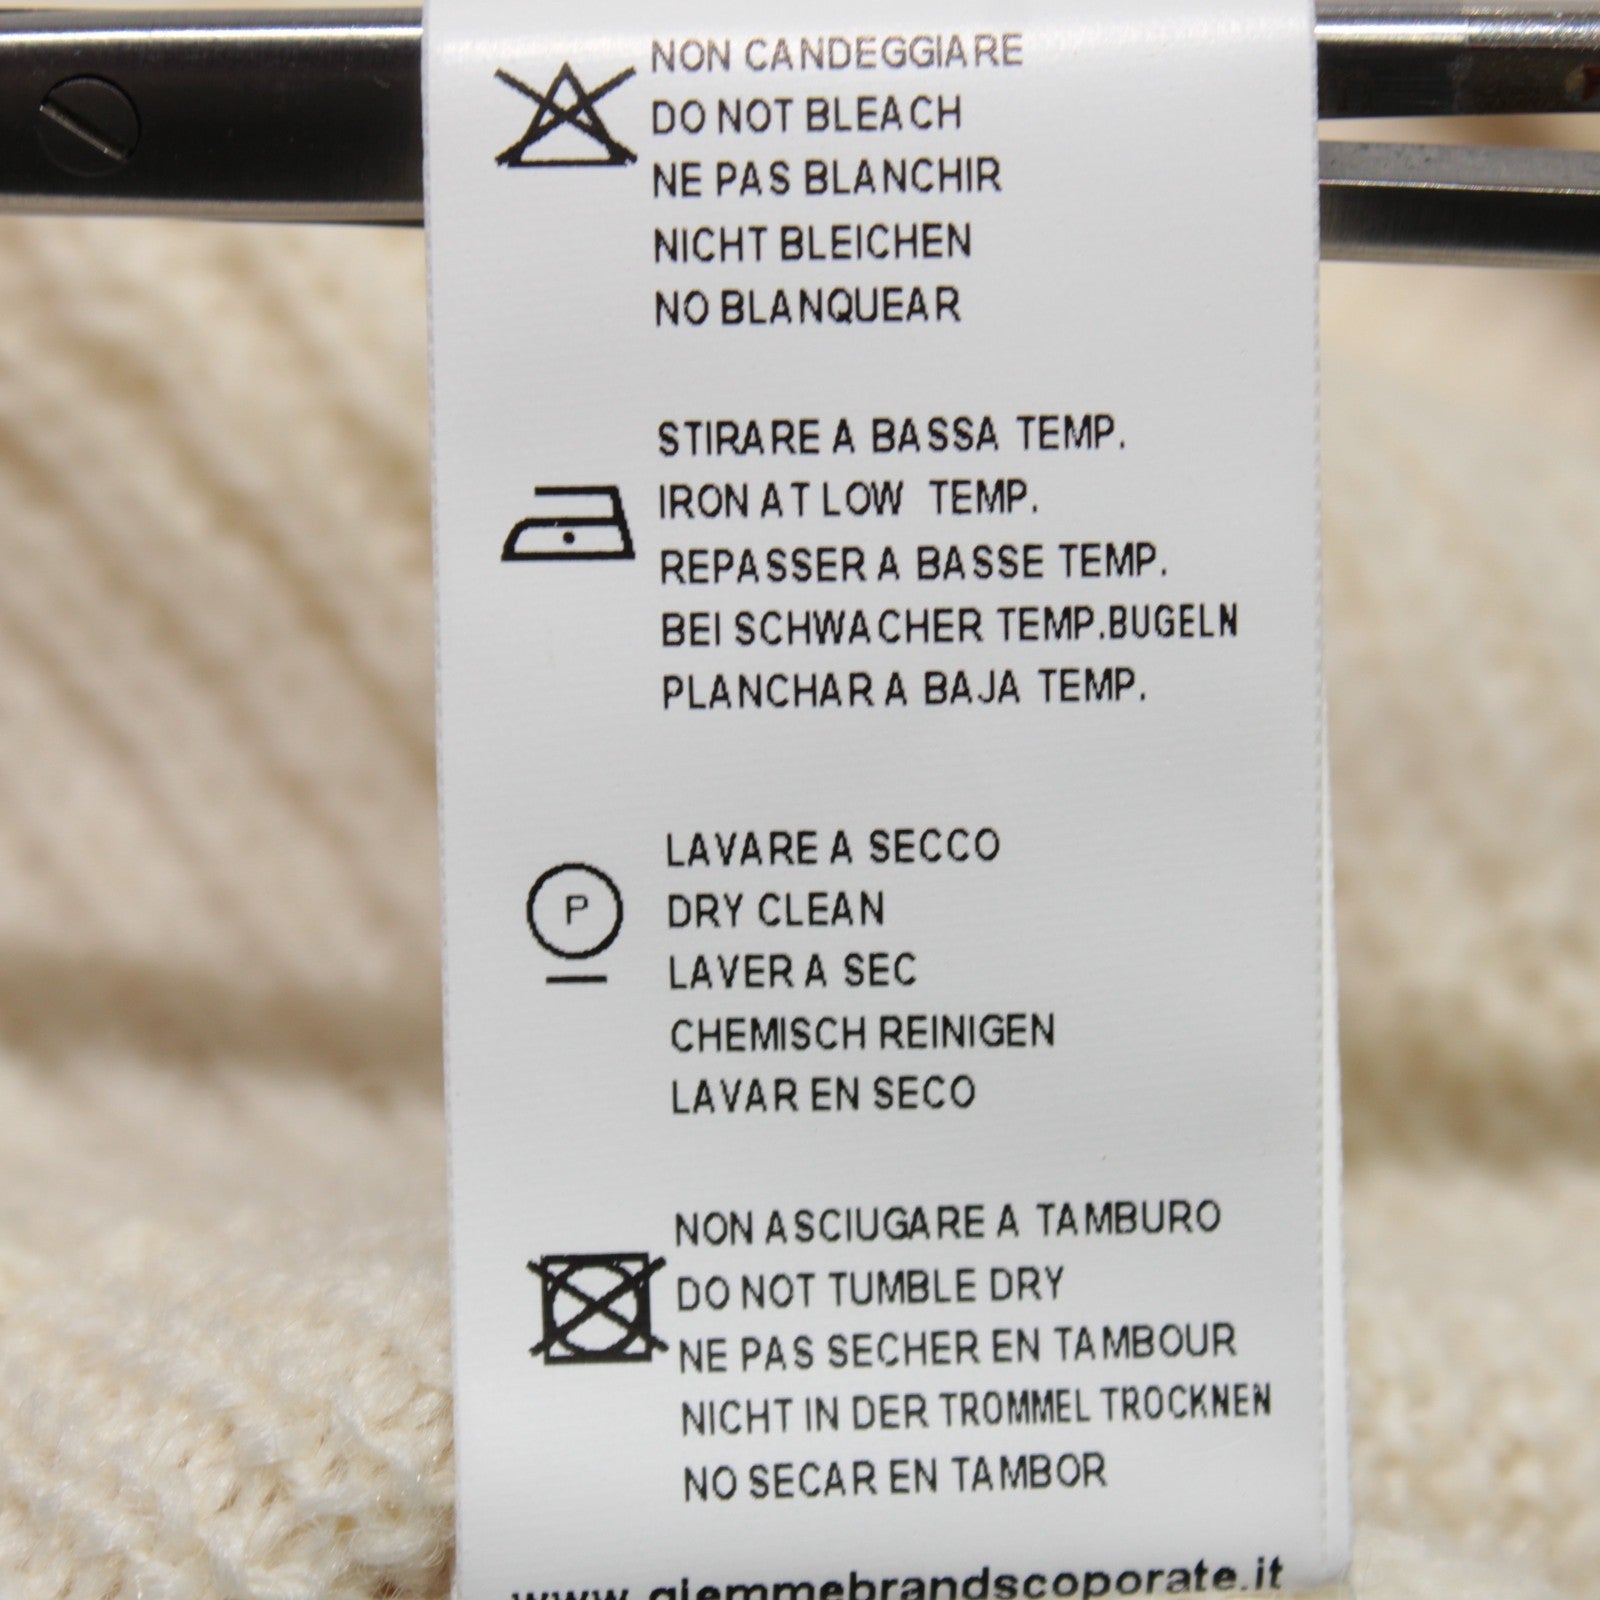 NON CANDEGGIARE
DO NOT BLEACH
NE PAS BLANCHIR
NICHT BLEICHEN
NO BLANQUEAR
STIRARE A BASSA TEMP.
IRON AT LOW TEMP.
REPASSER A BASSE TEMP.
BEI SCHWACHER TEMP.BUGELN
PLANCHAR A BAJA TEMP.
P
LAVARE A SECCO
DRY CLEAN
LAVER A SEC
CHEMISCH REINIGEN
LAVAR EN SECO
NON ASCIUGARE A TAMBURO
DO NOT TUMBLE DRY
NE PAS SECHER EN TAMBOUR
NICHT IN DER TROMMEL TROCKNEN
NO SECAR EN TAMBOR
www.giemmebrandscoporate.it